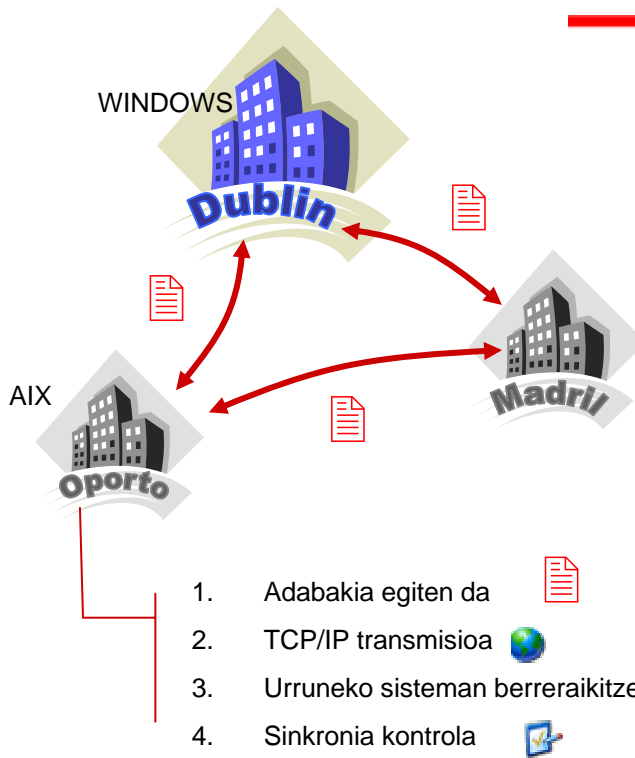 WINDOWS
Dublin
Madril
AIX
Oporto
1. Adabakia egiten da
2. TCP/IP transmisioa
3. Urruneko sisteman berreraikitze
4. Sinkronia kontrola